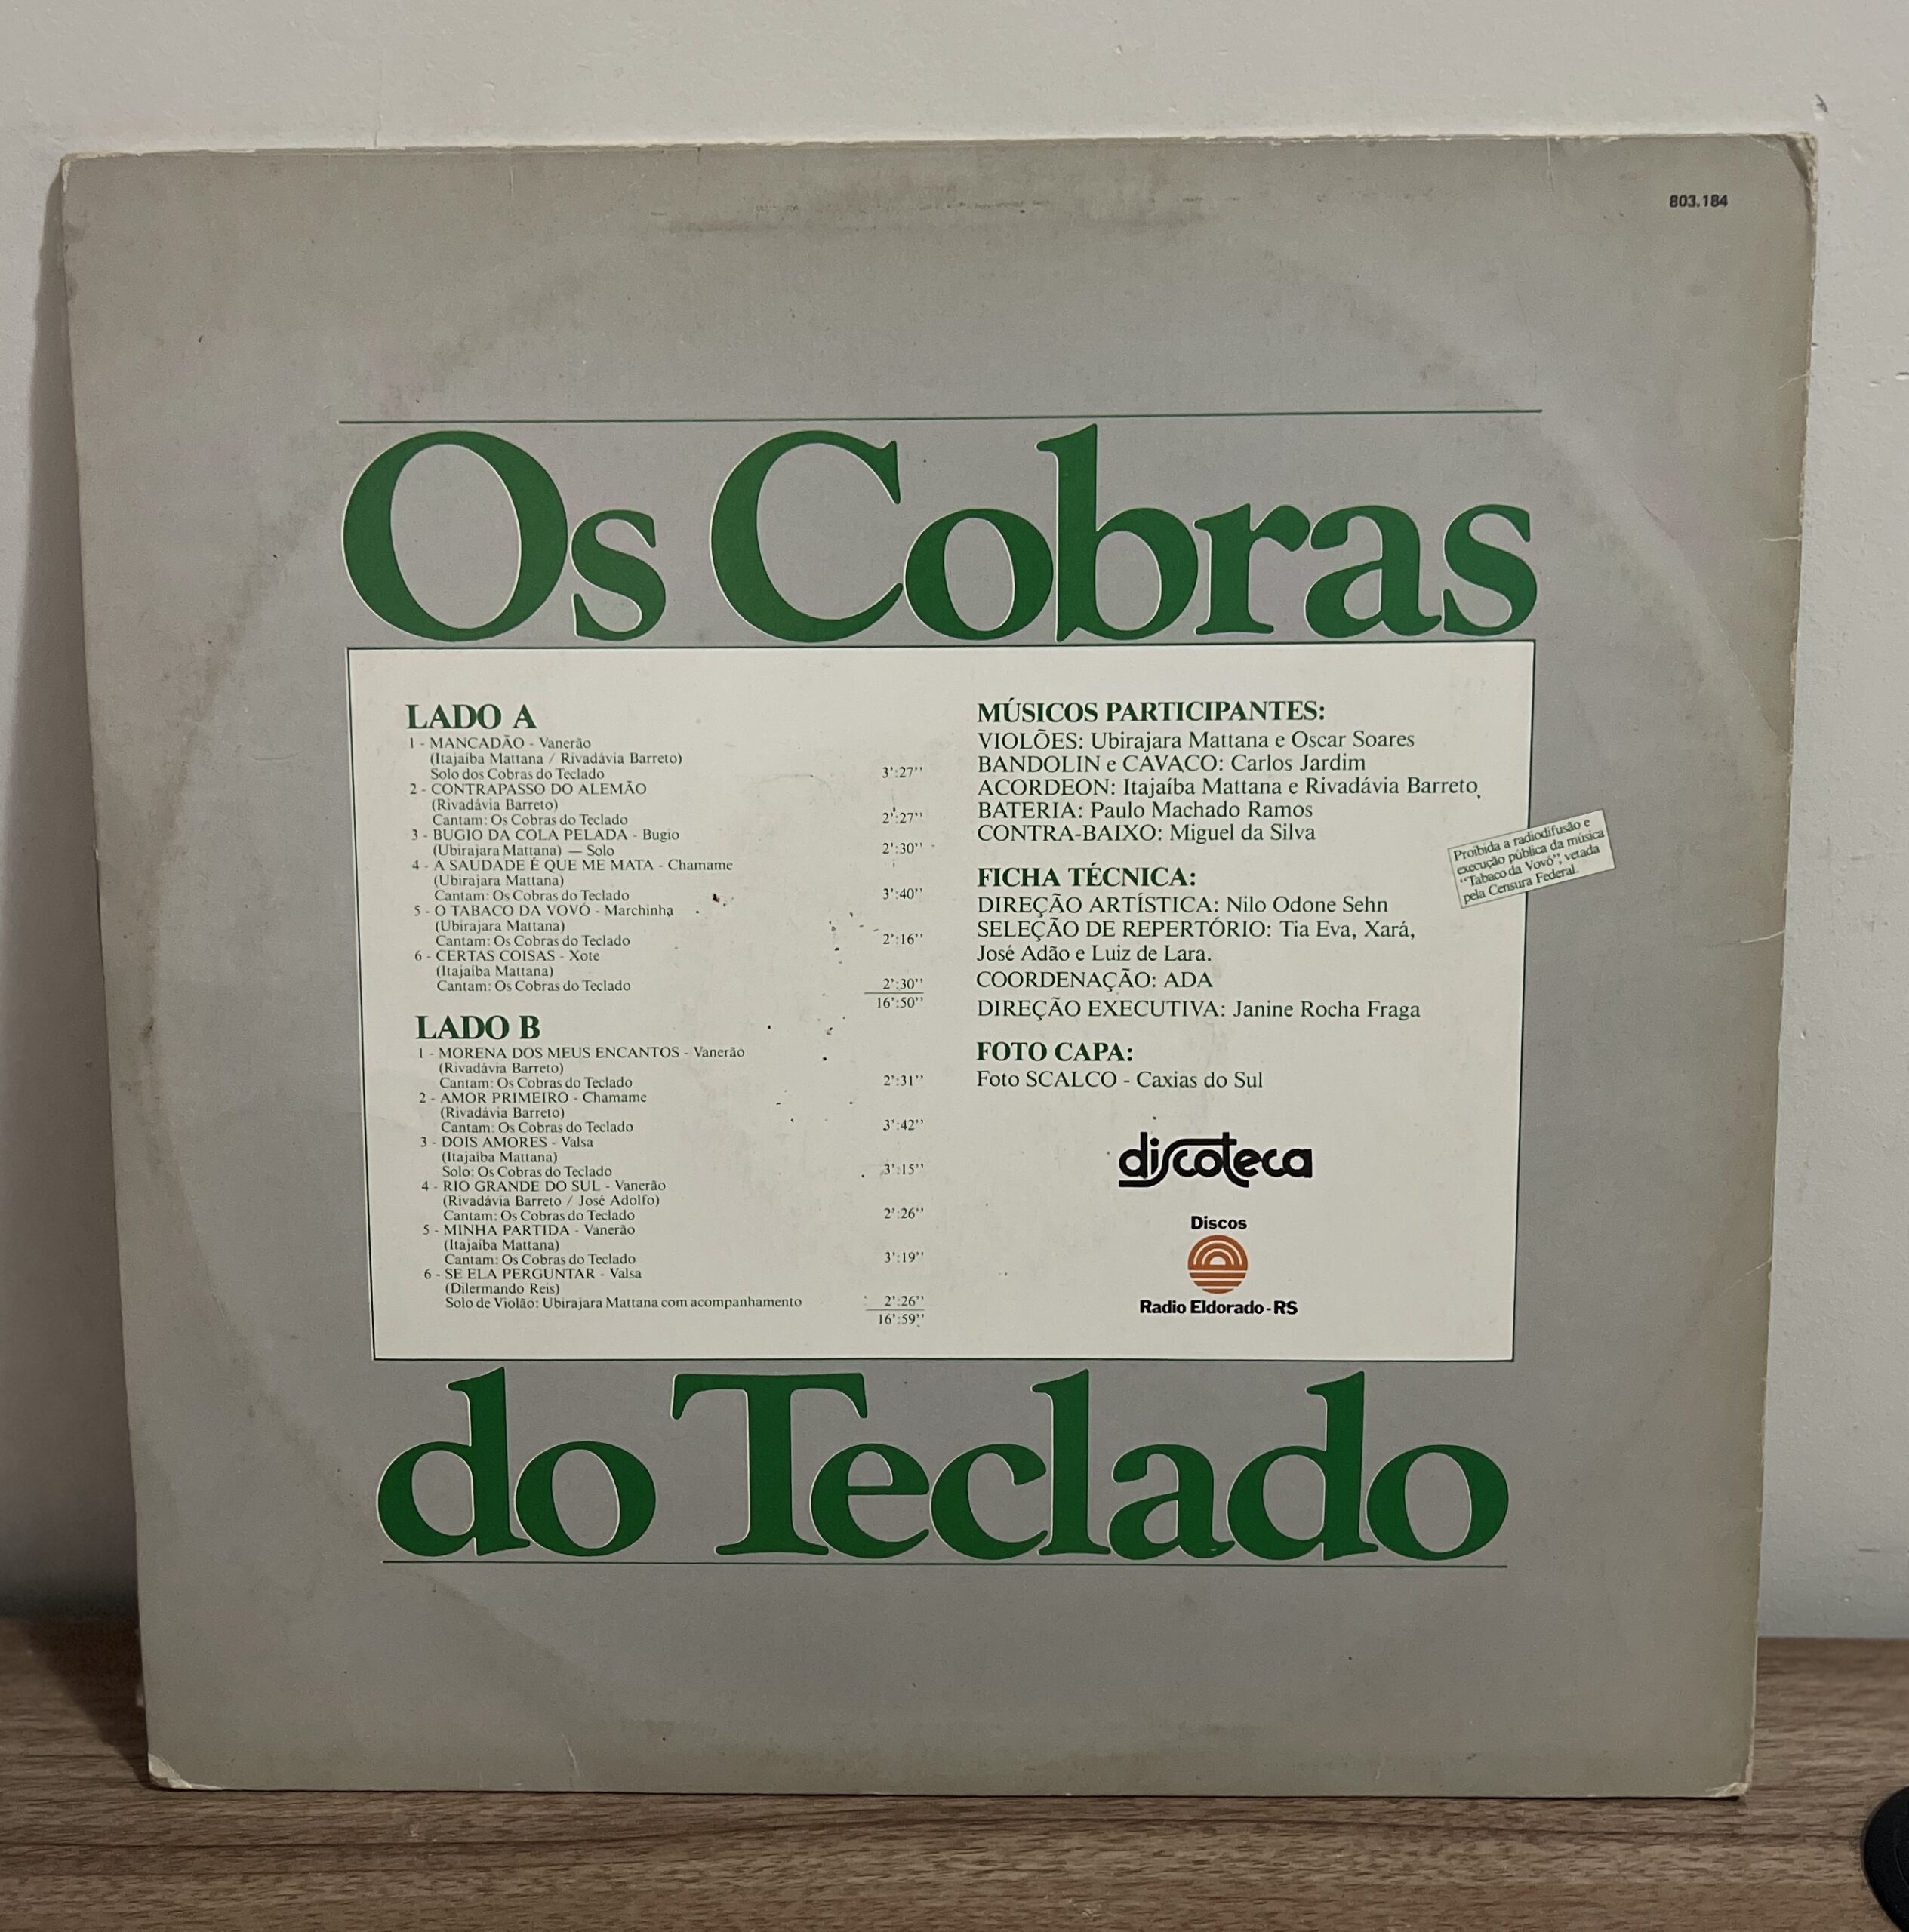 803.184
Os Cobras
LADO A
1 - MANCADÃO - Vanerão
(Itajaíba Mattana / Rivadávia Barreto)
Solo dos Cobras do Teclado 3':27''
2 - CONTRAPASSO DO ALEMÃO
(Rivadávia Barreto)
Cantam: Os Cobras do Teclado 2':27''
3 - BUGIO DA COLA PELADA - Bugio
(Ubirajara Mattana) — Solo 2':30''
4 - A SAUDADE É QUE ME MATA - Chamame
(Ubirajara Mattana)
Cantam: Os Cobras do Teclado 3':40''
5 - O TABACO DA VOVÓ - Marchinha
(Ubirajara Mattana)
Cantam: Os Cobras do Teclado 2':16''
6 - CERTAS COISAS - Xote
(Itajaíba Mattana)
Cantam: Os Cobras do Teclado 2':30''
16':50''
LADO B
1 - MORENA DOS MEUS ENCANTOS - Vanerão
(Rivadávia Barreto)
Cantam: Os Cobras do Teclado 2':31''
2 - AMOR PRIMEIRO - Chamame
(Rivadávia Barreto)
Cantam: Os Cobras do Teclado 3':42''
3 - DOIS AMORES - Valsa
(Itajaíba Mattana)
Solo: Os Cobras do Teclado 3':15''
4 - RIO GRANDE DO SUL - Vanerão
(Rivadávia Barreto / José Adolfo)
Cantam: Os Cobras do Teclado 2':26''
5 - MINHA PARTIDA - Vanerão
(Itajaíba Mattana)
Cantam: Os Cobras do Teclado 3':19''
6 - SE ELA PERGUNTAR - Valsa
(Dilermando Reis)
Solo de Violão: Ubirajara Mattana com acompanhamento 2':26''
16':59''
MÚSICOS PARTICIPANTES:
VIOLÕES: Ubirajara Mattana e Oscar Soares
BANDOLIN e CAVACO: Carlos Jardim
ACORDEON: Itajaíba Mattana e Rivadávia Barreto
BATERIA: Paulo Machado Ramos
CONTRA-BAIXO: Miguel da Silva
FICHA TÉCNICA:
DIREÇÃO ARTÍSTICA: Nilo Odone Sehn
SELEÇÃO DE REPERTÓRIO: Tia Eva, Xará,
José Adão e Luiz de Lara.
COORDENAÇÃO: ADA
DIREÇÃO EXECUTIVA: Janine Rocha Fraga
FOTO CAPA:
Foto SCALCO - Caxias do Sul
discoteca
Discos
Radio Eldorado-RS
Proibida a radiodifusão e
execução pública da música
"Tabaco da Vovó", vetada
pela Censura Federal.
do Teclado